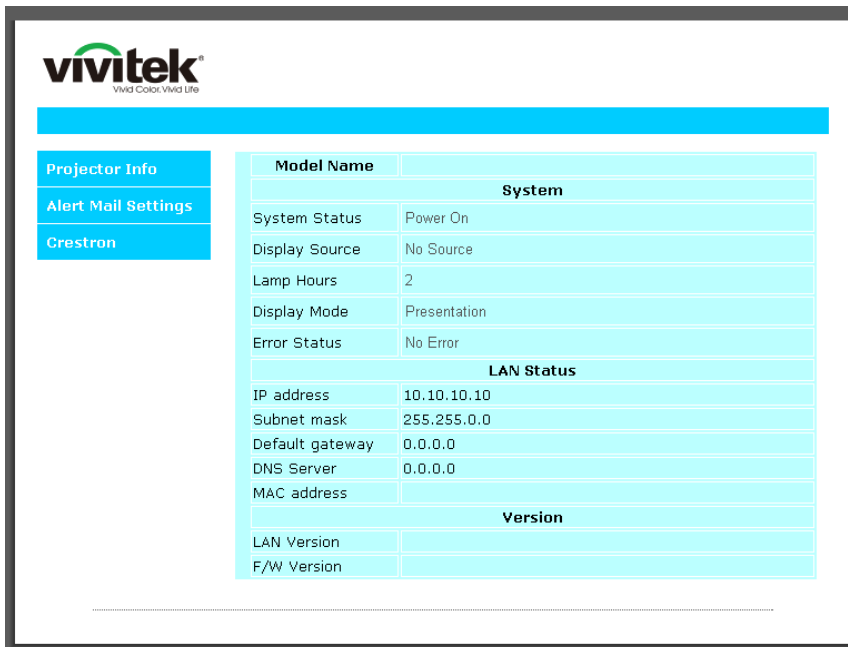 vivitek®
Vivid Color. Vivid Life
Projector Info
Alert Mail Settings
Crestron
Model Name
System
System Status Power On
Display Source No Source
Lamp Hours 2
Display Mode Presentation
Error Status No Error
LAN Status
IP address 10.10.10.10
Subnet mask 255.255.0.0
Default gateway 0.0.0.0
DNS Server 0.0.0.0
MAC address
Version
LAN Version
F/W Version